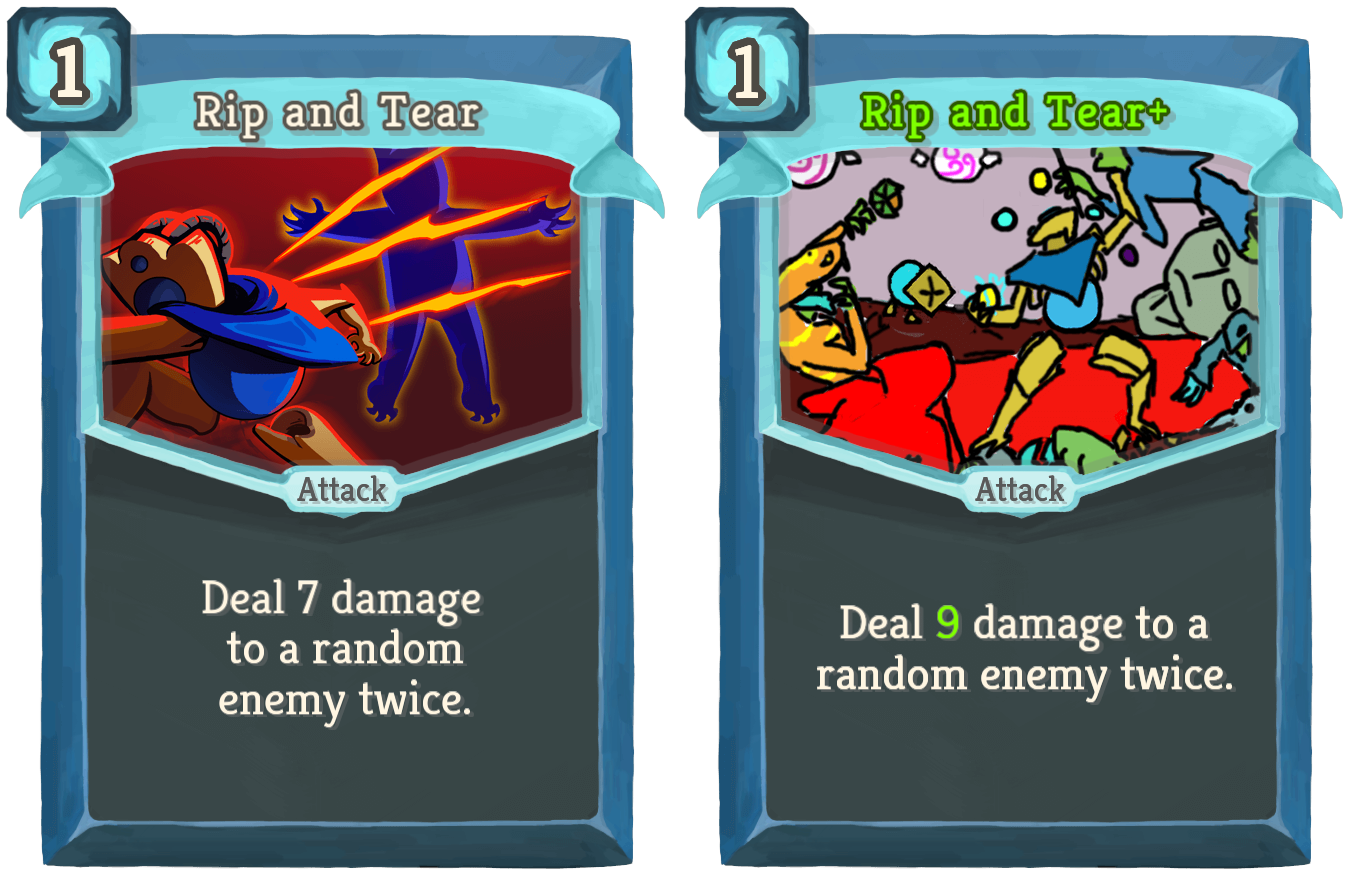 1
Rip and Tear
Attack
Deal 7 damage
to a random
enemy twice.
1
Rip and Tear+
Attack
Deal 9 damage to a
random enemy twice.